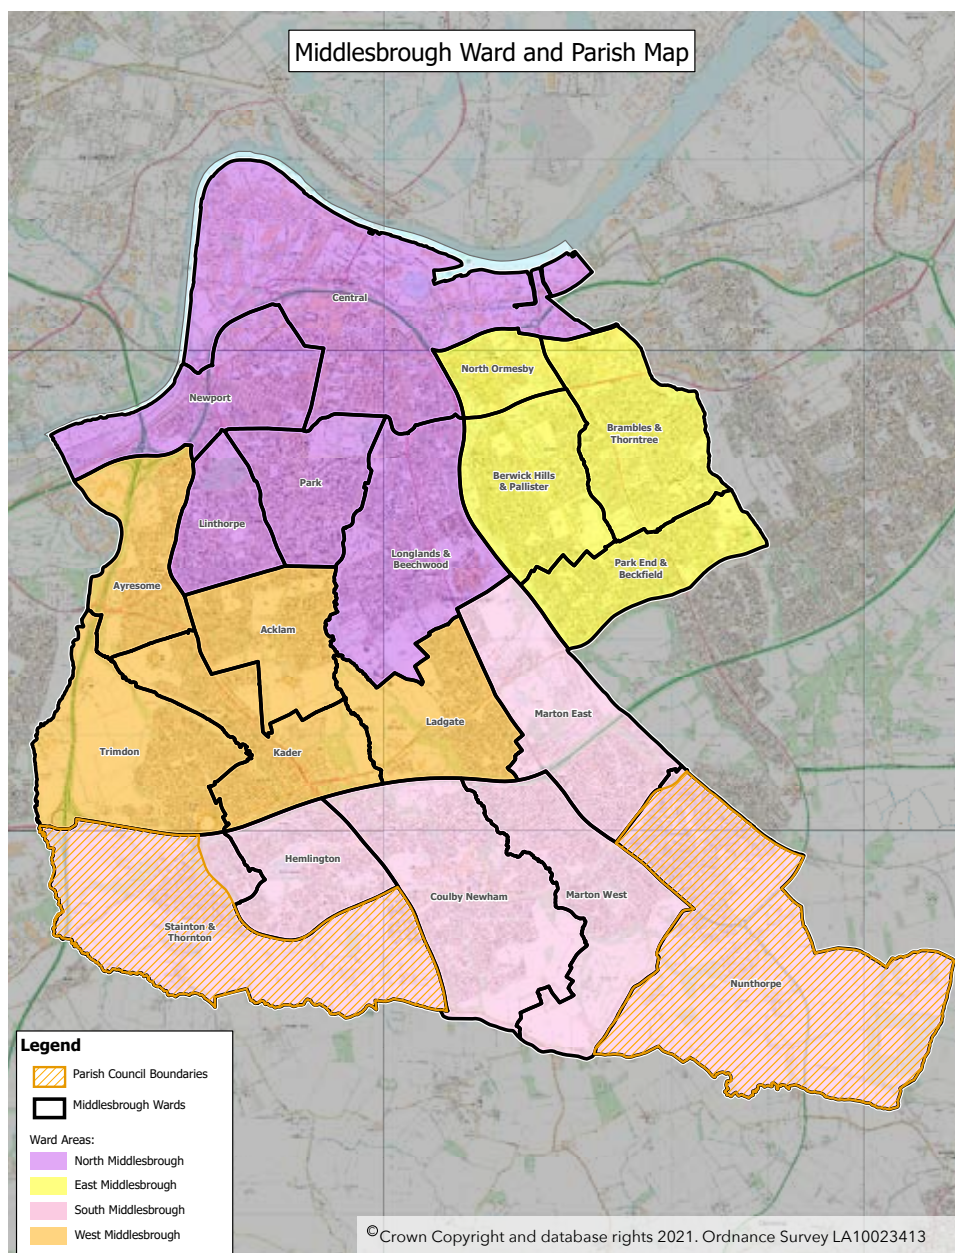 Middlesbrough Ward and Parish Map
Central
North Ormesby
Newport
Brambles &
Thorntree
Park
Berwick Hills
& Pallister
Linthorpe
Longlands &
Beechwood
Park End &
Beckfield
Ayresome
Acklam
Marton East
Ladgate
Trimdon
Kader
Hemlington
Coulby Newham
Marton West
Stainton &
Thornton
Nunthorpe
Legend
Parish Council Boundaries
Middlesbrough Wards
Ward Areas:
North Middlesbrough
East Middlesbrough
South Middlesbrough
West Middlesbrough
©Crown Copyright and database rights 2021. Ordnance Survey LA10023413